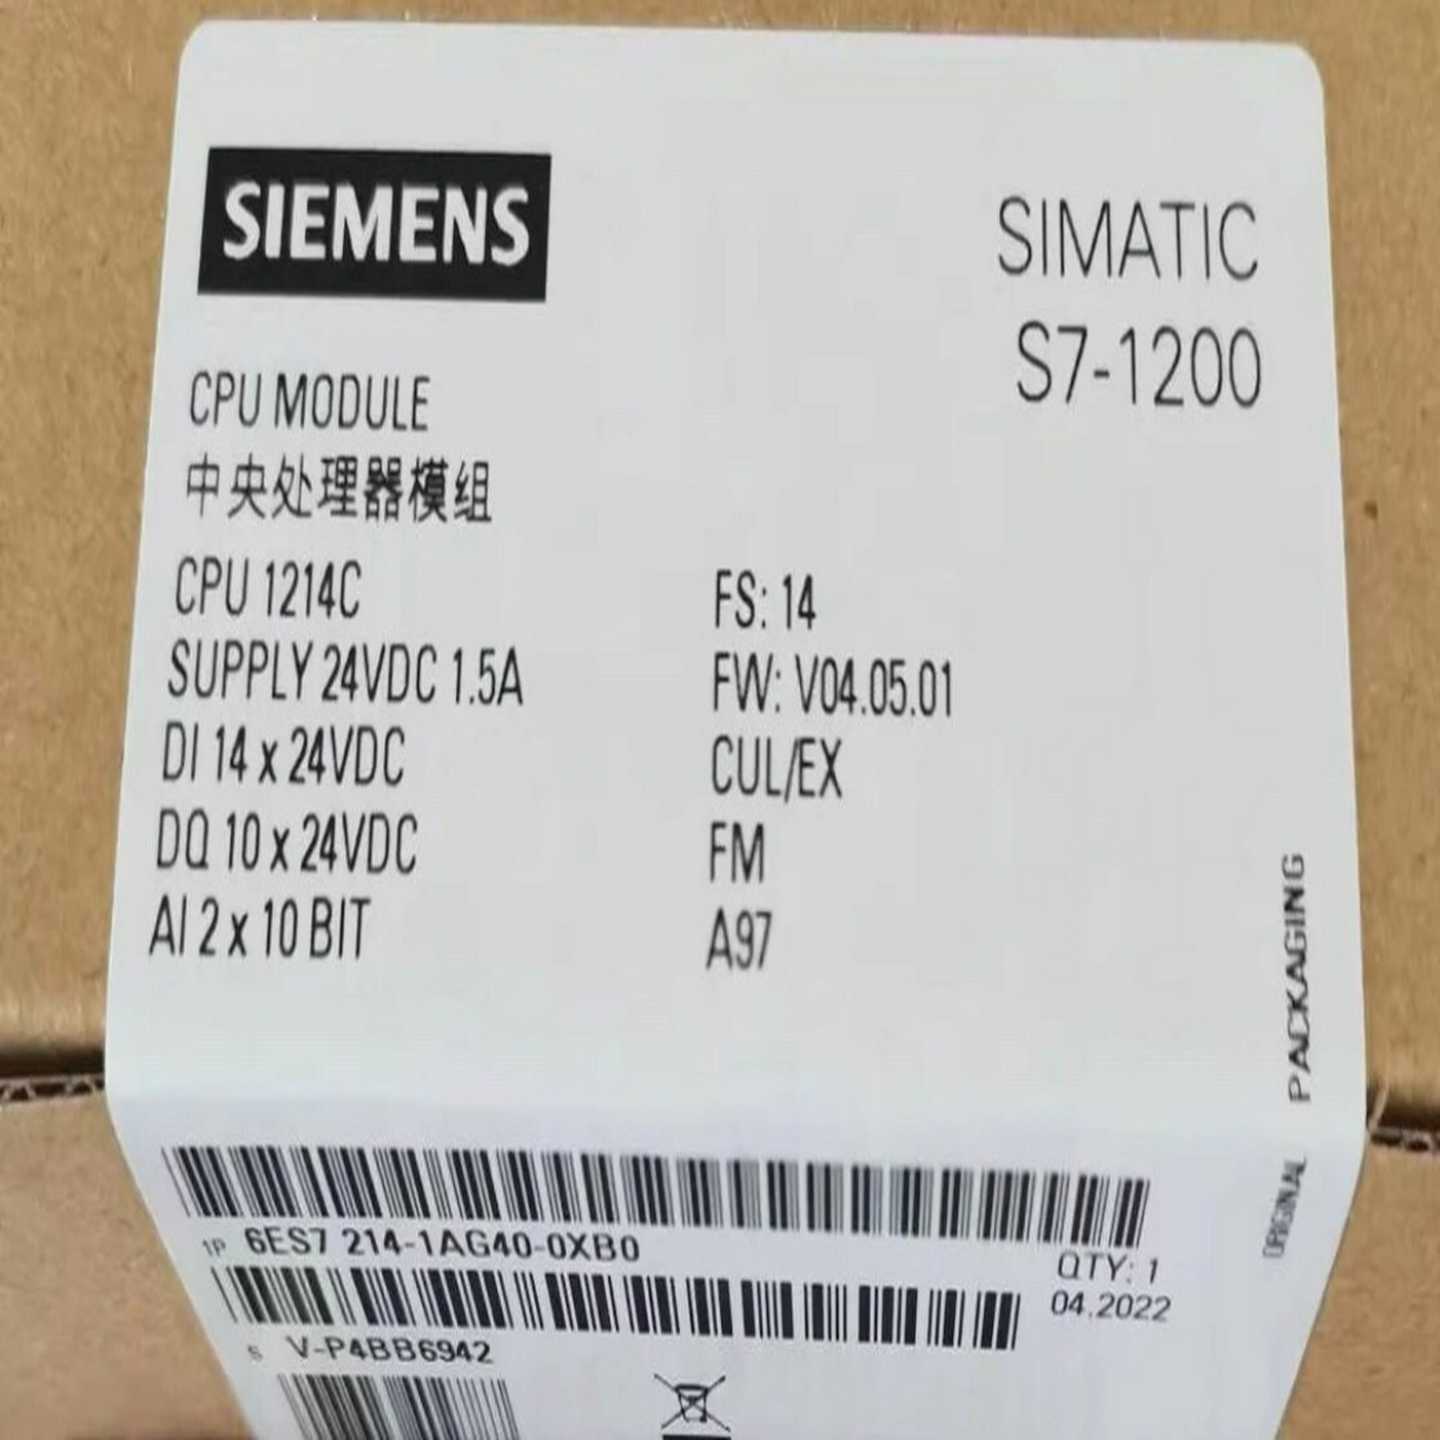 SIEMENS
SIMATIC
S7-1200
CPU MODULE
中央处理器模组
CPU 1214C
SUPPLY 24VDC 1.5A
DI 14 x 24VDC
DQ 10 x 24VDC
AI 2 x 10 BIT
FS: 14
FW: V04.05.01
CUL/EX
FM
A97
ORIGINAL PACKAGING
1P 6ES7 214-1AG40-0XB0
QTY: 1
04.2022
S V-P4BB6942